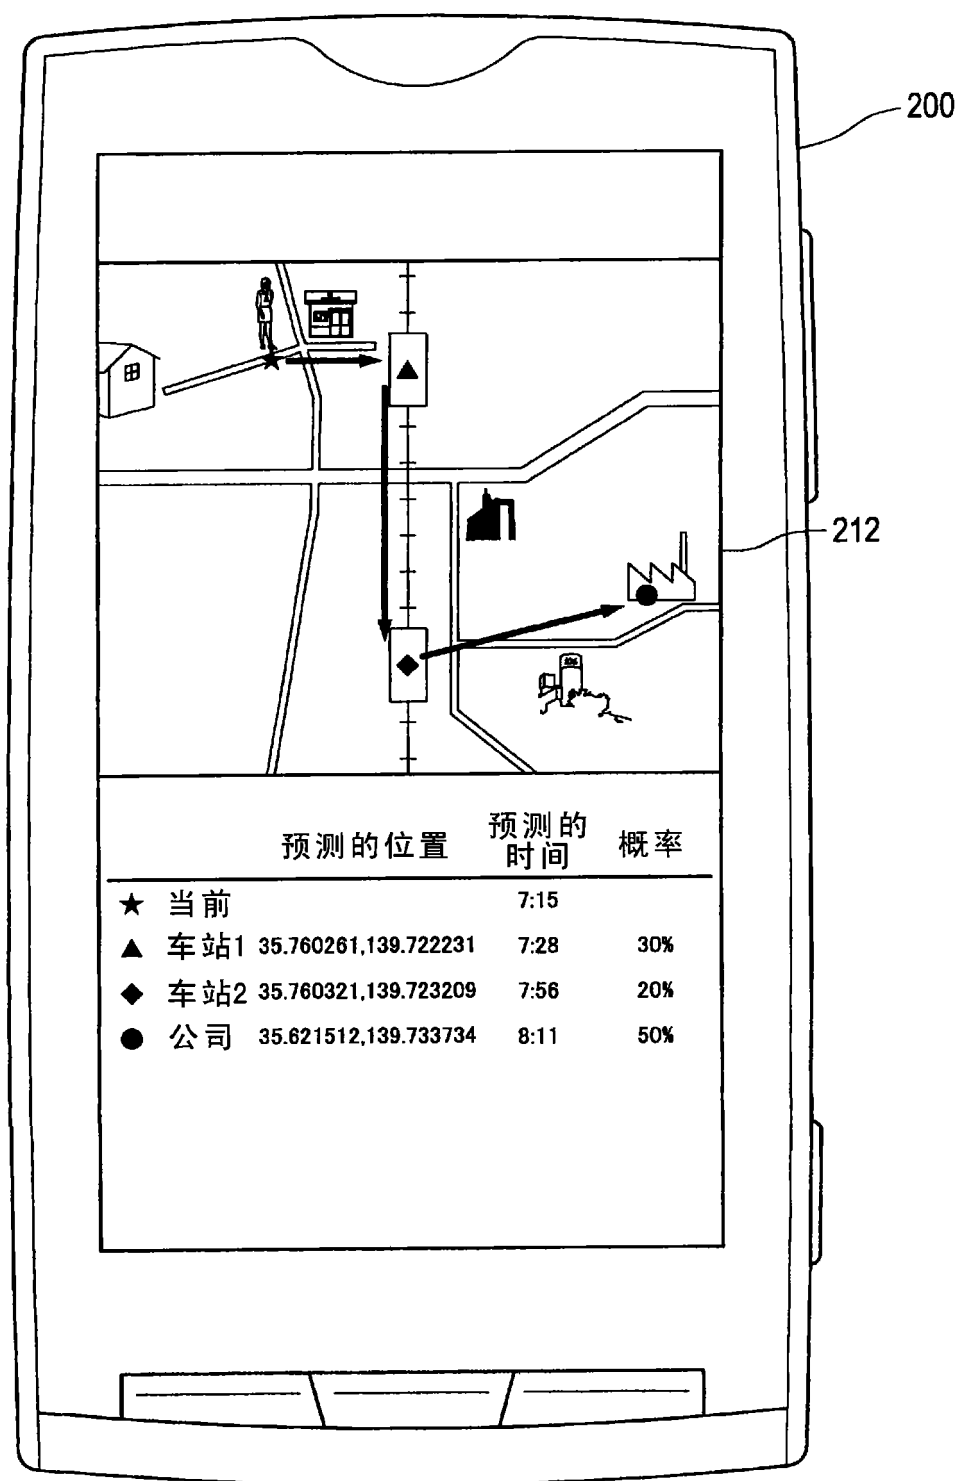 200
212
预测的位置 预测的时间 概率
★ 当前 7:15
▲ 车站1 35.760261,139.722231 7:28 30%
◆ 车站2 35.760321,139.723209 7:56 20%
● 公司 35.621512,139.733734 8:11 50%